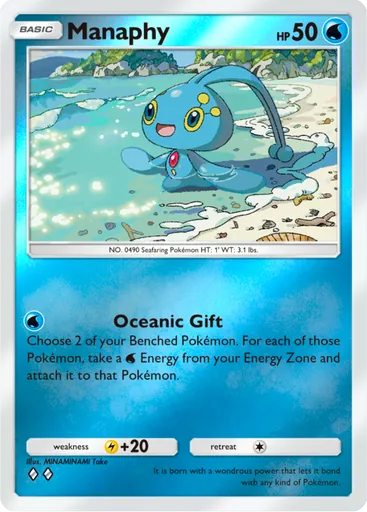 BASIC Manaphy HP 50
NO. 0490 Seafaring Pokémon HT: 1' WT: 3.1 lbs.
Oceanic Gift
Choose 2 of your Benched Pokémon. For each of those
Pokémon, take a Energy from your Energy Zone and
attach it to that Pokémon.
weakness +20 retreat
Illus. MINAMINAMI Take
It is born with a wondrous power that lets it bond
with any kind of Pokémon.